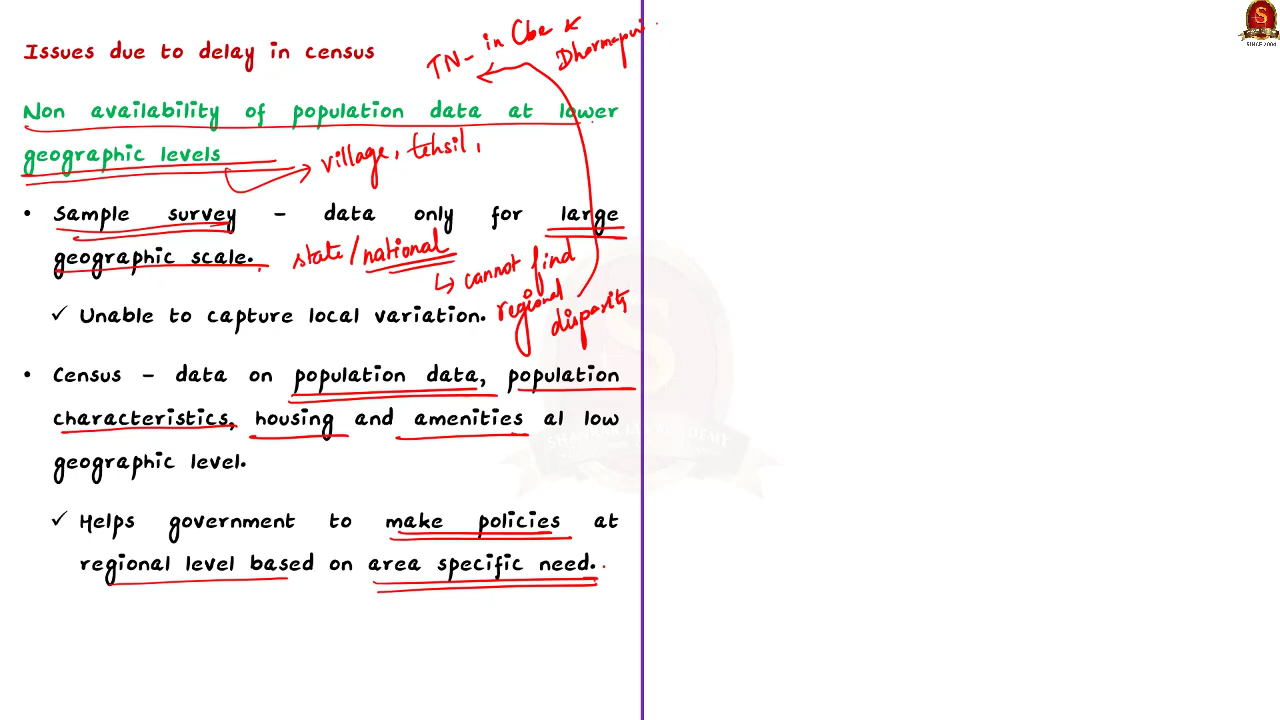 Issues due to delay in census
TN- in Cbe &
Dharmapuri
Non availability of population data at lower
geographic levels
village, tehsil,
• Sample survey – data only for large
geographic scale.
state/national
↳ cannot find
regional
disparity
✓ Unable to capture local variation.
• Census – data on population data, population
characteristics, housing and amenities al low
geographic level.
✓ Helps government to make policies at
regional level based on area specific need.
SINCE 2004